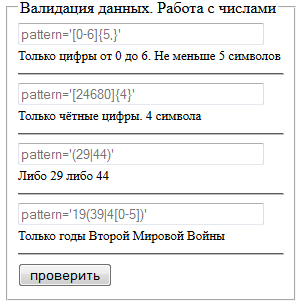 Валидация данных. Работа с числами
pattern='[0-6]{5,}'
Только цифры от 0 до 6. Не меньше 5 символов
pattern='[24680]{4}'
Только чётные цифры. 4 символа
pattern='(29|44)'
Либо 29 либо 44
pattern='19(39|4[0-5])'
Только годы Второй Мировой Войны
проверить